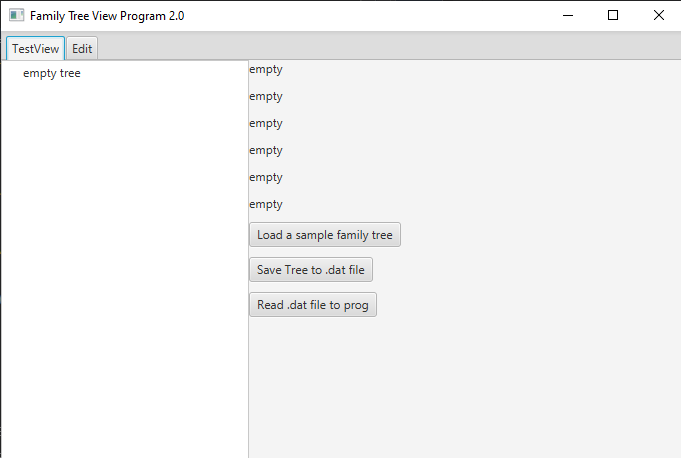 Family Tree View Program 2.0
TestView Edit
empty tree
empty
empty
empty
empty
empty
empty
Load a sample family tree
Save Tree to .dat file
Read .dat file to prog